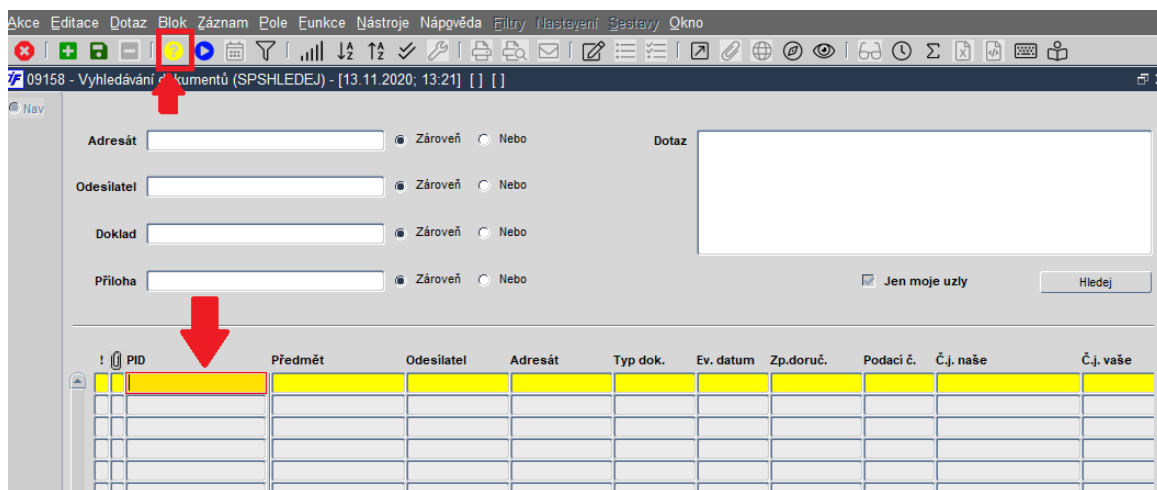 Akce Editace Dotaz Blok Záznam Pole Funkce Nástroje Nápověda Filtry Nastavení Sestavy Okno
09158 - Vyhledávání dokumentů (SPSHLEDEJ) - [13.11.2020; 13:21] [ ] [ ]
Nav
Adresát Zároveň Nebo Dotaz
Odesílatel Zároveň Nebo
Doklad Zároveň Nebo
Příloha Zároveň Nebo Jen moje uzly Hledej
! PID Předmět Odesílatel Adresát Typ dok. Ev. datum Zp.doruč. Podací č. Č.j. naše Č.j. vaše